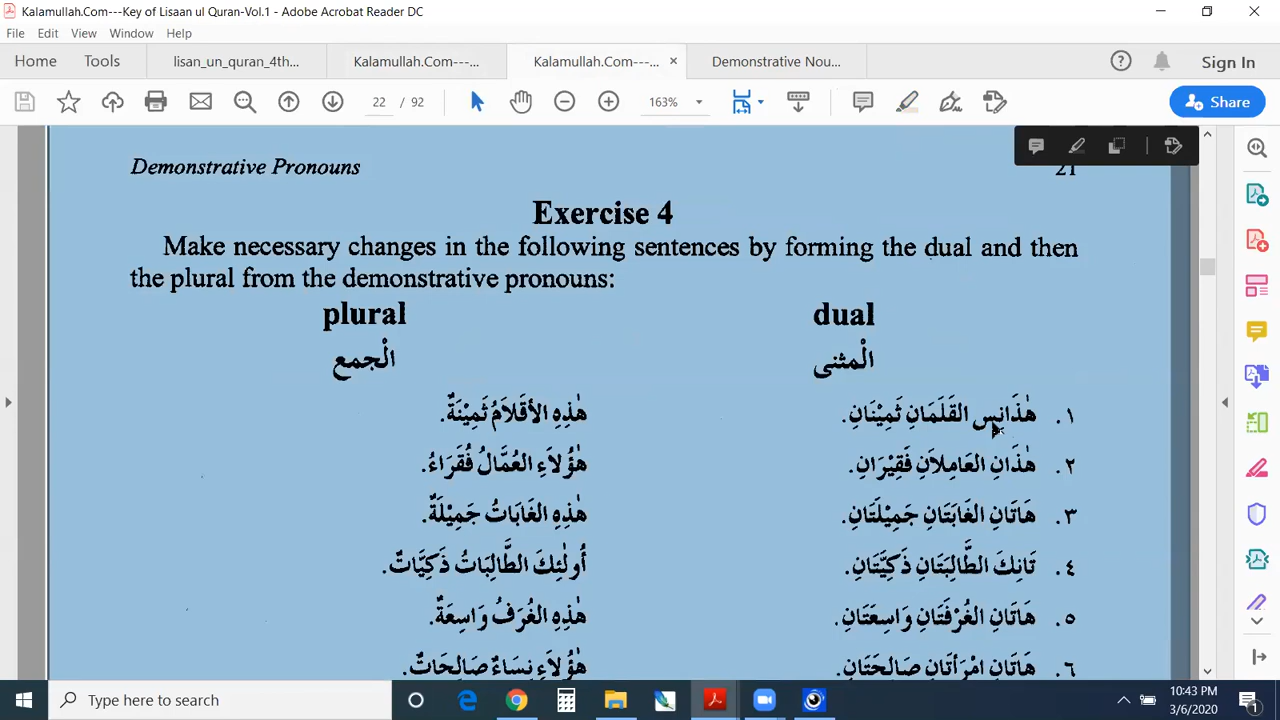 Kalamullah.Com---Key of Lisaan ul Quran-Vol.1 - Adobe Acrobat Reader DC
File Edit View Window Help
Home Tools lisan_un_quran_4th... Kalamullah.Com---... Kalamullah.Com---... × Demonstrative Nou... Sign In
22 / 92 163% Share
Demonstrative Pronouns 21
Exercise 4
Make necessary changes in the following sentences by forming the dual and then
the plural from the demonstrative pronouns:
plural dual
الْمثنى الْجمع
١. هٰذَانِس القَلَمَانِ ثَمِيْنَانِ. هٰذِهِ الأَقْلاَمُ ثَمِيْنَةٌ.
٢. هٰذَانِ العَامِلاَنِ فَقِيْرَانِ. هٰؤُلاَءِ العُمَّالُ فُقَرَاءُ.
٣. هَاتَانِ الغَابَتَانِ جَمِيْلَتَانِ. هٰذِهِ الغَابَاتُ جَمِيْلَةٌ.
٤. تَانِكَ الطَّالِبَتَانِ ذَكِيَّتَانِ. أُولٰئِكَ الطَّالِبَاتُ ذَكِيَّاتٌ.
٥. هَاتَانِ الغُرْفَتَانِ وَاسِعَتَانِ. هٰذِهِ الغُرَفُ وَاسِعَةٌ.
٦. هَاتَانِ امْرَأَتَانِ صَالِحَتَانِ. هٰؤُلاَءِ نِسَاءٌ صَالِحَاتٌ.
Type here to search
10:43 PM
3/6/2020